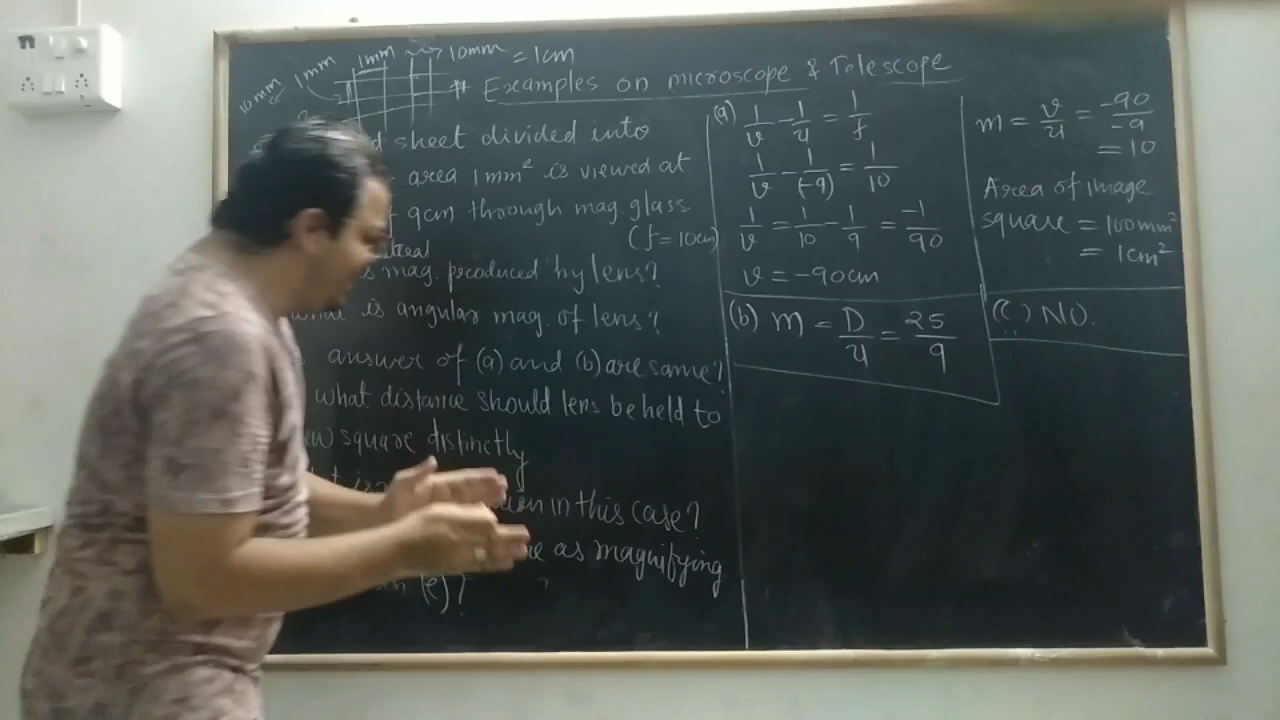 1mm 10mm = 1cm
10mm 1mm
# Examples on microscope & Telescope
sheet divided into
area 1mm² is viewed at
9cm through mag. glass
(f = 10cm)
mag. produced by lens?
is angular mag. of lens?
answer of (a) and (b) are same?
what distance should lens be held to
square distinctly
in this case?
as magnifying
(e)?
(a) 1/v - 1/u = 1/f
1/v - 1/(-9) = 1/10
1/v = 1/10 - 1/9 = -1/90
v = -90cm
(b) m = D/u = 25/9
m = v/u = -90/-9
= 10
Area of image
square = 100mm²
= 1cm²
(C) NO.